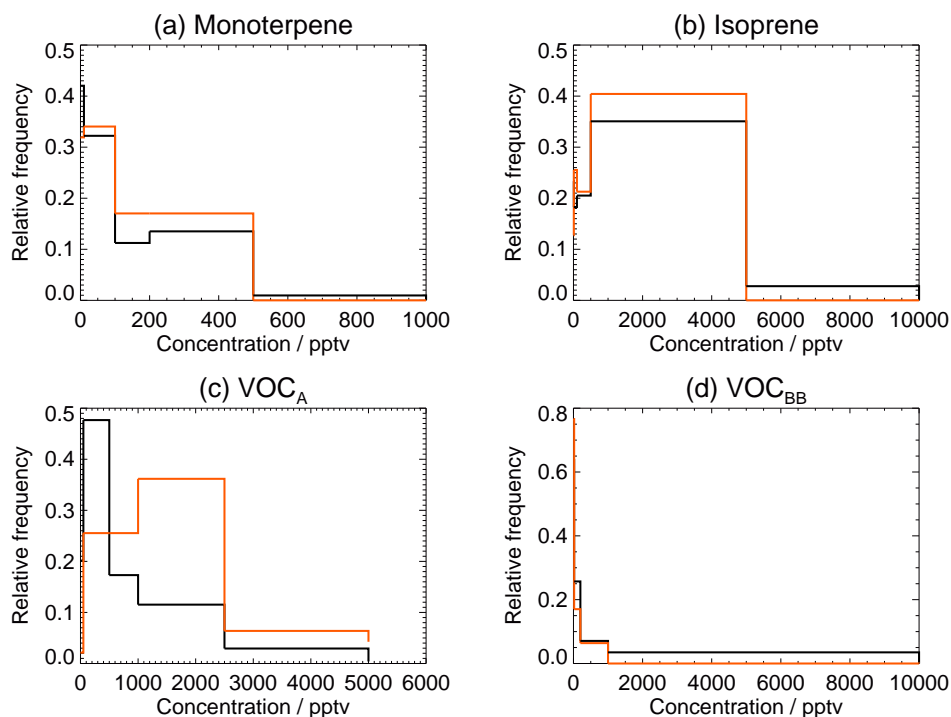 (a) Monoterpene
0.5
0.4
0.3
0.2
0.1
0.0
Relative frequency
0 200 400 600 800 1000
Concentration / pptv
(b) Isoprene
0.5
0.4
0.3
0.2
0.1
0.0
Relative frequency
0 2000 4000 6000 8000 10000
Concentration / pptv
(c) VOC_A
0.5
0.4
0.3
0.2
0.1
0.0
Relative frequency
0 1000 2000 3000 4000 5000 6000
Concentration / pptv
(d) VOC_BB
0.8
0.6
0.4
0.2
0.0
Relative frequency
0 2000 4000 6000 8000 10000
Concentration / pptv